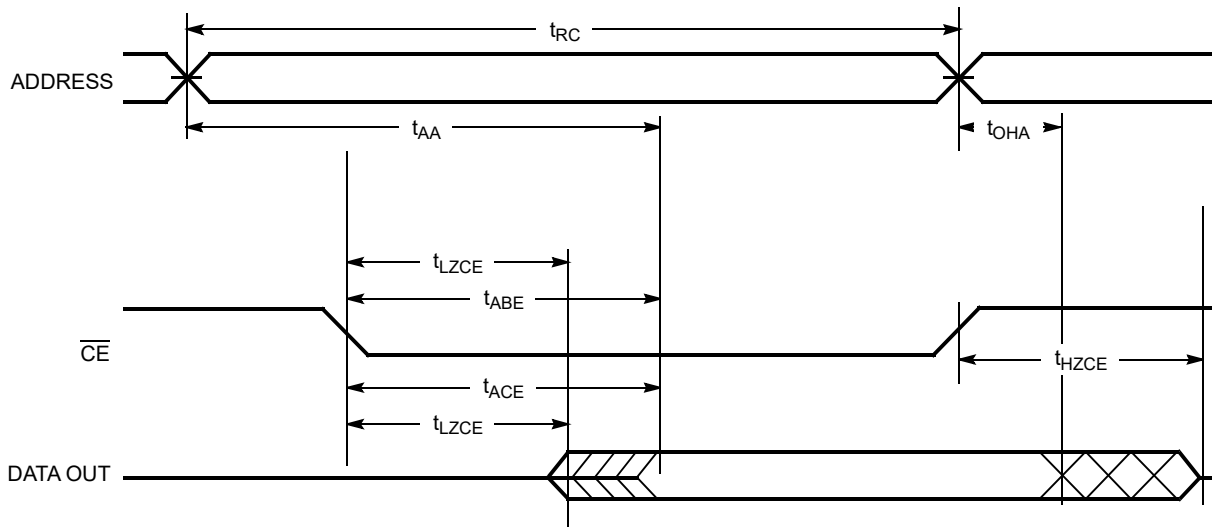 tRC
ADDRESS
tAA
tOHA
tLZCE
tABE
CE
tHZCE
tACE
tLZCE
DATA OUT